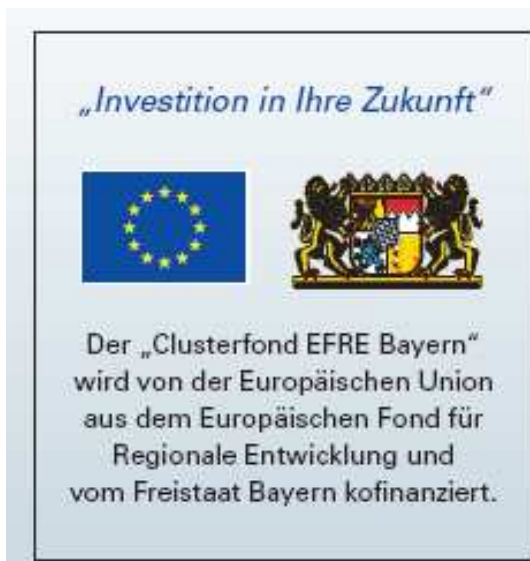 „Investition in Ihre Zukunft“
Der „Clusterfond EFRE Bayern“
wird von der Europäischen Union
aus dem Europäischen Fond für
Regionale Entwicklung und
vom Freistaat Bayern kofinanziert.